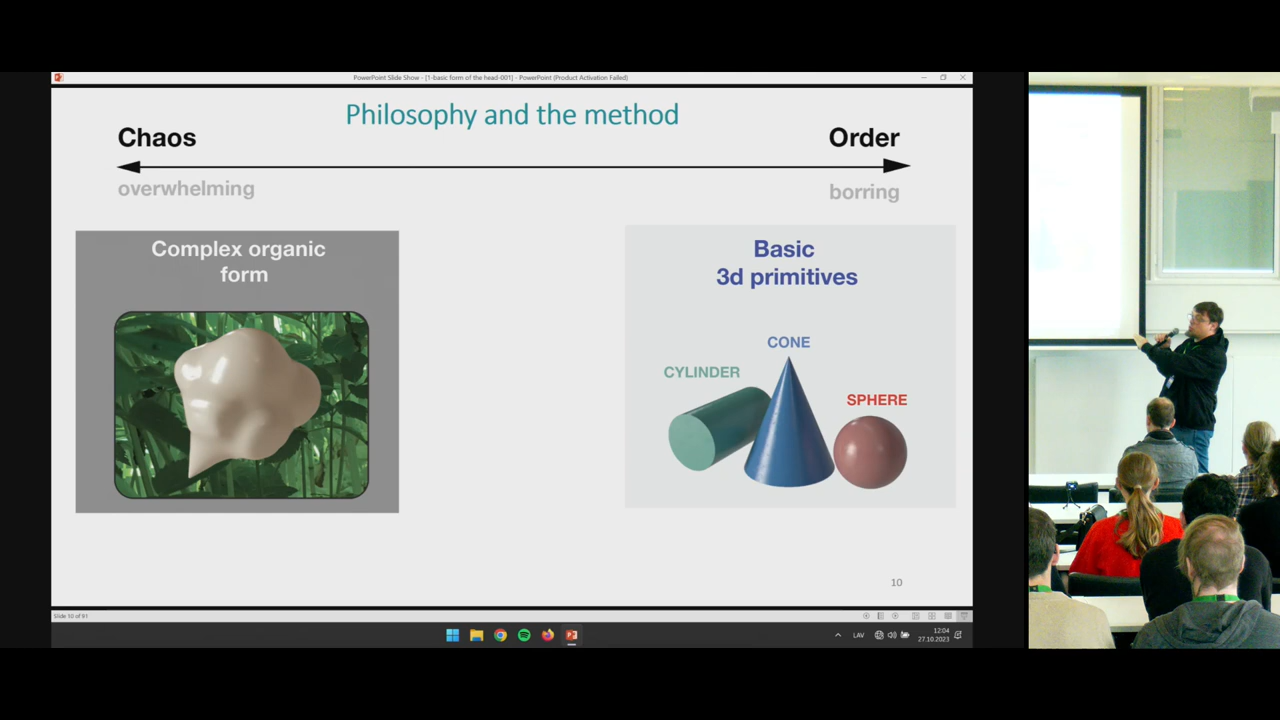 PowerPoint Slide Show - [1-basic form of the head-001] - PowerPoint (Product Activation Failed)
Philosophy and the method
Chaos
Order
overwhelming
borring
Complex organic
form
Basic
3d primitives
CONE
CYLINDER
SPHERE
10
Slide 10 of 91
LAV
12:04
27.10.2023